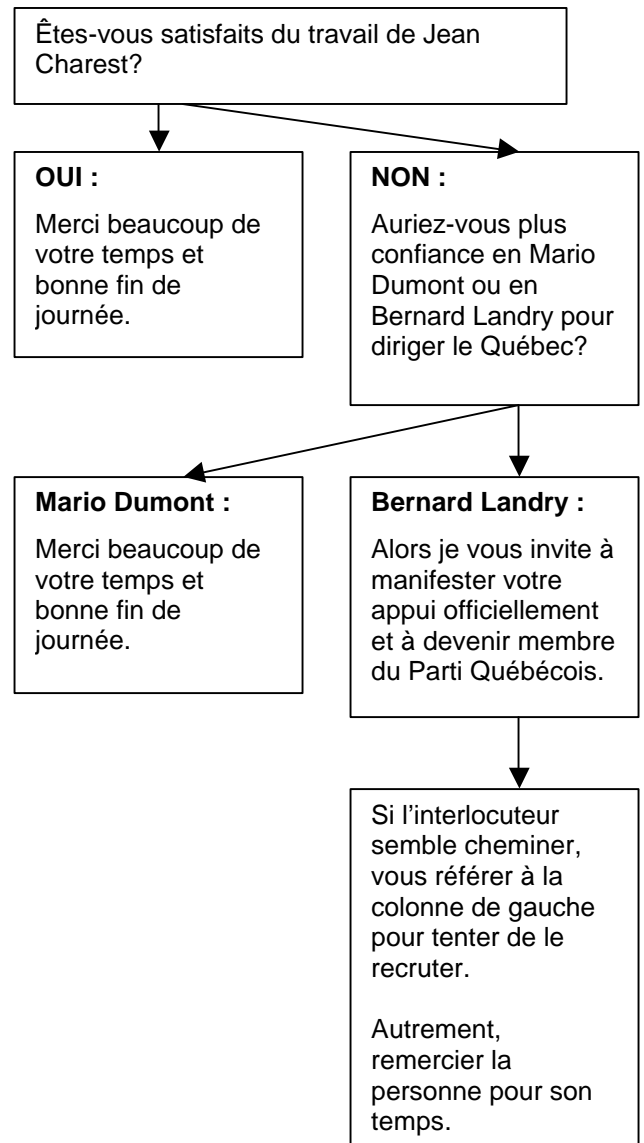 Êtes-vous satisfaits du travail de Jean
Charest?
OUI :
Merci beaucoup de
votre temps et
bonne fin de
journée.
NON :
Auriez-vous plus
confiance en Mario
Dumont ou en
Bernard Landry pour
diriger le Québec?
Mario Dumont :
Merci beaucoup de
votre temps et
bonne fin de
journée.
Bernard Landry :
Alors je vous invite à
manifester votre
appui officiellement
et à devenir membre
du Parti Québécois.
Si l’interlocuteur
semble cheminer,
vous référer à la
colonne de gauche
pour tenter de le
recruter.
Autrement,
remercier la
personne pour son
temps.